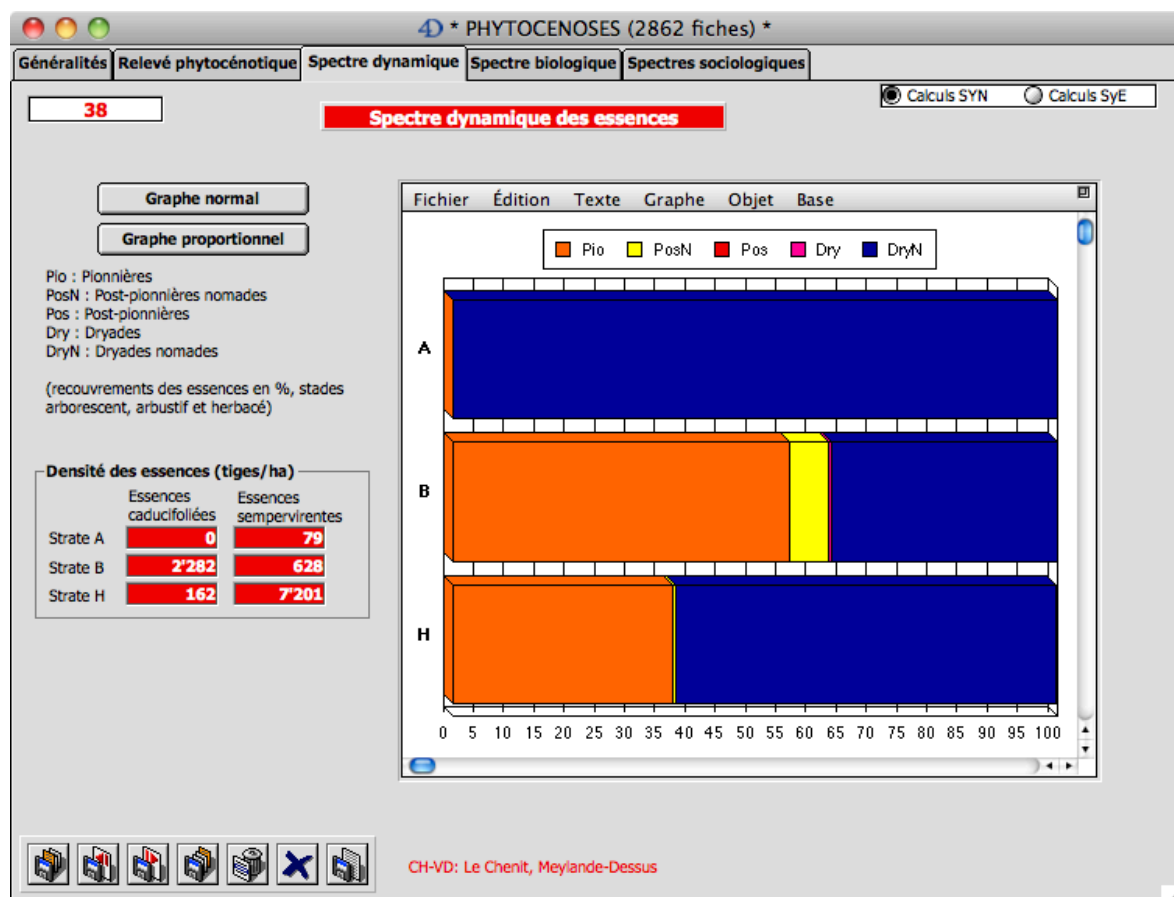 4D * PHYTOCENOSES (2862 fiches) *
Généralités Relevé phytocénotique Spectre dynamique Spectre biologique Spectres sociologiques
Calculs SYN Calculs SyE
38
Spectre dynamique des essences
Graphe normal
Graphe proportionnel
Pio : Pionnières
PosN : Post-pionnières nomades
Pos : Post-pionnières
Dry : Dryades
DryN : Dryades nomades
(recouvrements des essences en %, stades
arborescent, arbustif et herbacé)
Densité des essences (tiges/ha)
Essences Essences
caducifoliées sempervirentes
Strate A 0 79
Strate B 2'282 628
Strate H 162 7'201
Fichier Édition Texte Graphe Objet Base
Pio PosN Pos Dry DryN
A
B
H
0 5 10 15 20 25 30 35 40 45 50 55 60 65 70 75 80 85 90 95 100
CH-VD: Le Chenit, Meylande-Dessus